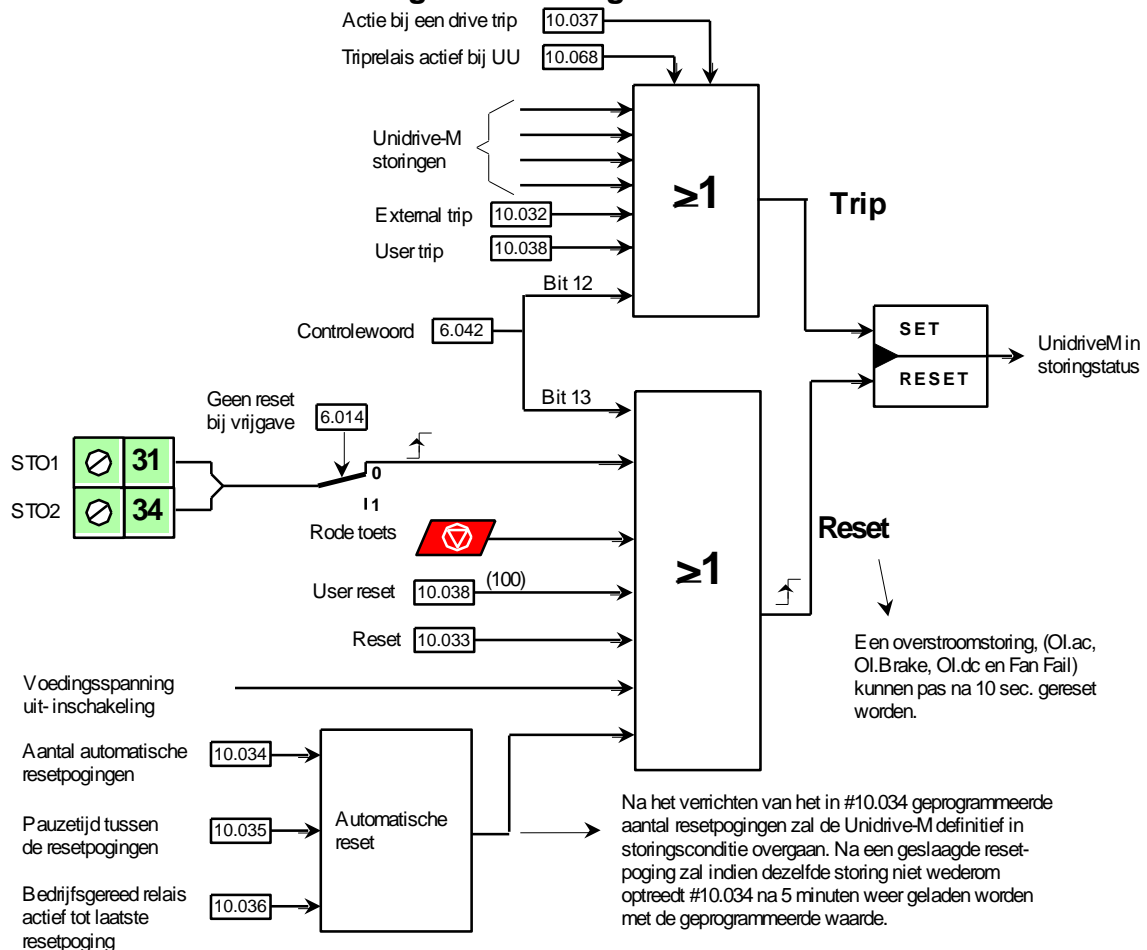 Actie bij een drive trip 10.037
Triprelais actief bij UU 10.068
Unidrive-M
storingen
≥1
Trip
External trip 10.032
User trip 10.038
Bit 12
Controlewoord 6.042
SET
RESET
UnidriveM in
storingstatus
Bit 13
Geen reset
bij vrijgave
6.014
STO1 31
STO2 34
0
1
Rode toets
Reset
≥1
User reset 10.038 (100)
Reset 10.033
Een overstroomstoring, (OI.ac,
OI.Brake, OI.dc en Fan Fail)
kunnen pas na 10 sec. gereset
worden.
Voedingsspanning
uit- inschakeling
Aantal automatische
resetpogingen
10.034
Pauzetijd tussen
de resetpogingen
10.035
Automatische
reset
Bedrijfsgereed relais
actief tot laatste
resetpoging
10.036
Na het verrichten van het in #10.034 geprogrammeerde
aantal resetpogingen zal de Unidrive-M definitief in
storingsconditie overgaan. Na een geslaagde reset-
poging zal indien dezelfde storing niet wederom
optreedt #10.034 na 5 minuten weer geladen worden
met de geprogrammeerde waarde.